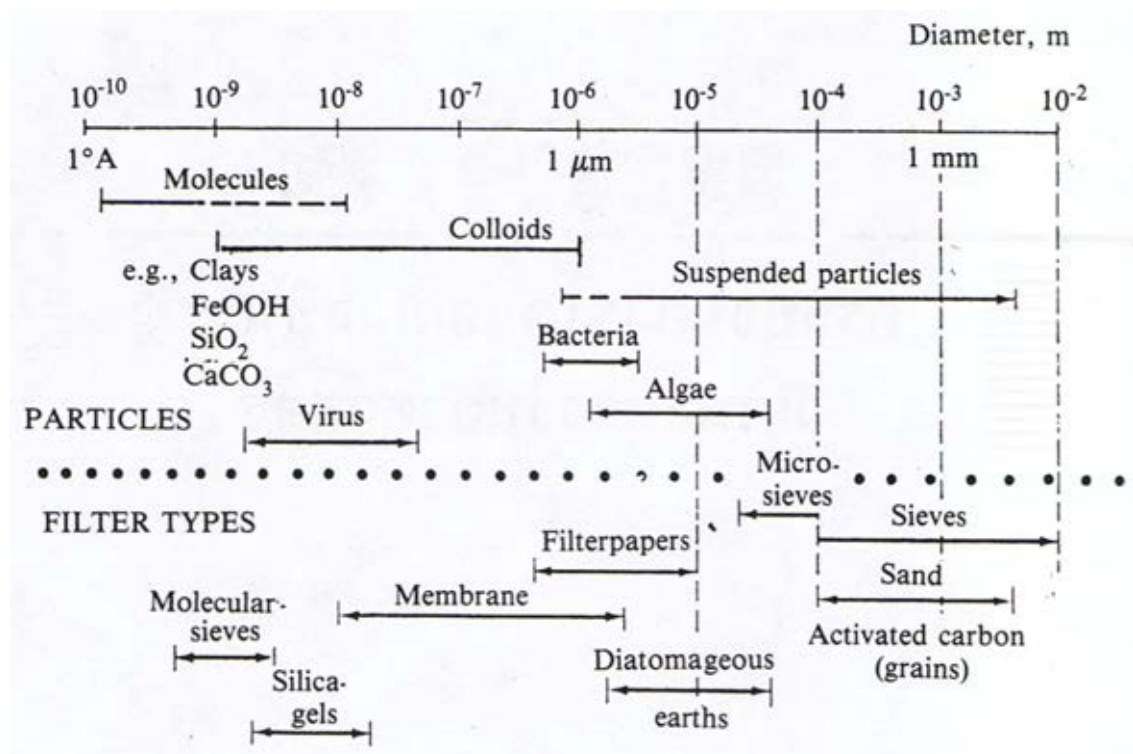 Diameter, m
10⁻¹⁰ 10⁻⁹ 10⁻⁸ 10⁻⁷ 10⁻⁶ 10⁻⁵ 10⁻⁴ 10⁻³ 10⁻²
1°A 1 μm 1 mm
Molecules
Colloids
e.g., Clays
FeOOH
SiO₂
CaCO₃
Suspended particles
Bacteria
Algae
PARTICLES
Virus
FILTER TYPES
Micro-
sieves
Sieves
Filterpapers
Sand
Membrane
Molecular-
sieves
Activated carbon
(grains)
Diatomageous
earths
Silica-
gels